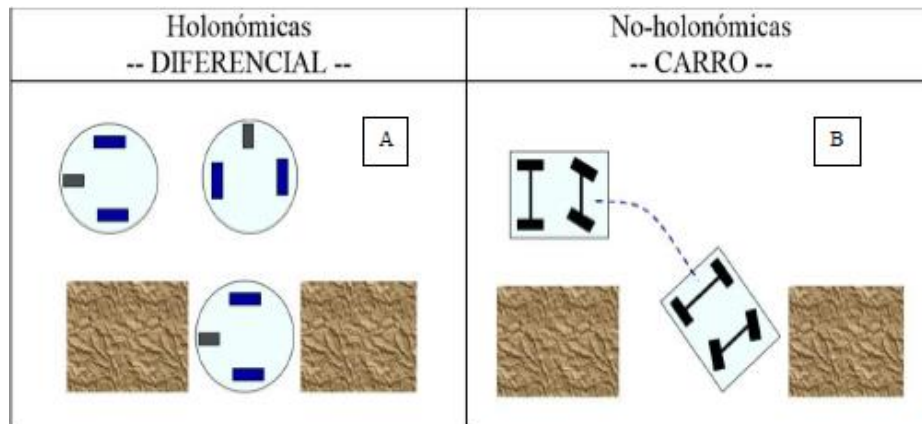 Holonómicas
-- DIFERENCIAL --
No-holonómicas
-- CARRO --
A
B